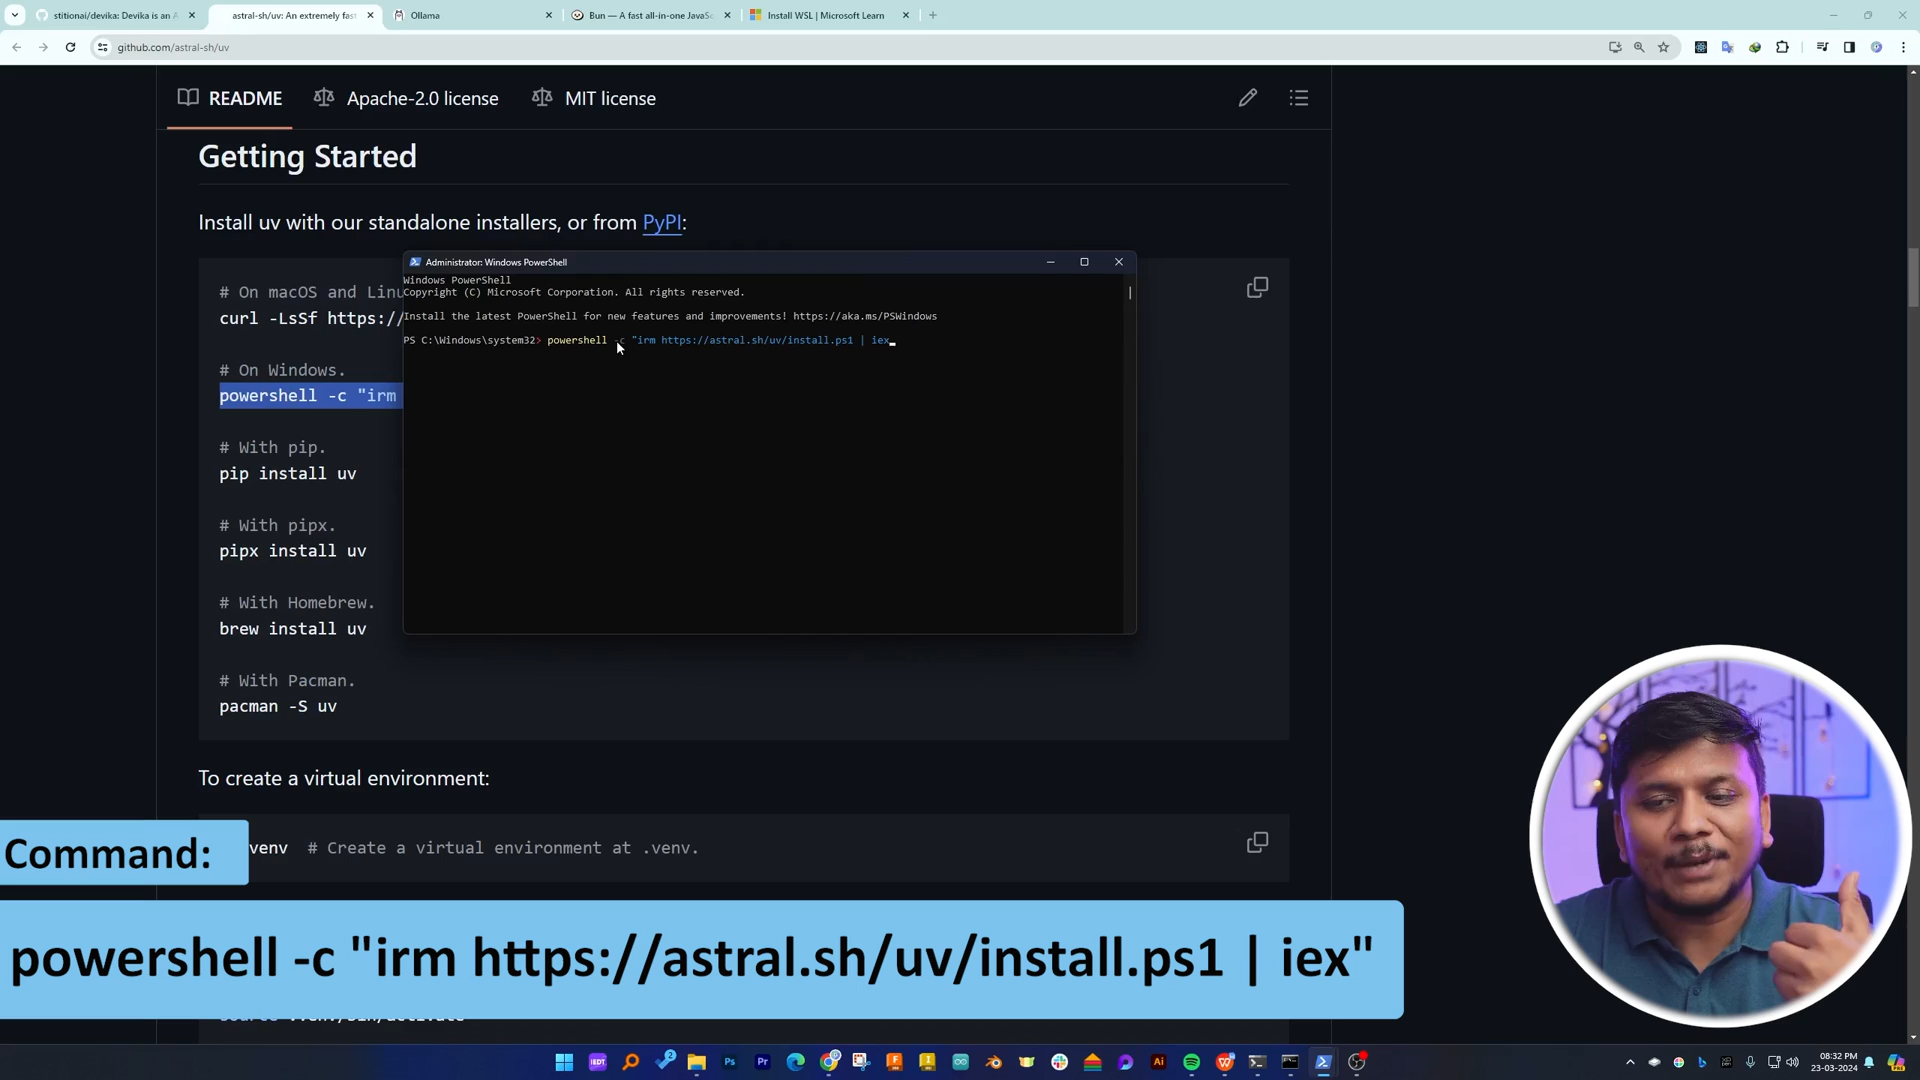 stitionai/devika: Devika is an A
astral-sh/uv: An extremely fast
Ollama
Bun — A fast all-in-one JavaSc
Install WSL | Microsoft Learn
github.com/astral-sh/uv
README
Apache-2.0 license
MIT license
Getting Started
Install uv with our standalone installers, or from PyPI:
# On macOS and Linu
curl -LsSf https://
# On Windows.
powershell -c "irm
# With pip.
pip install uv
# With pipx.
pipx install uv
# With Homebrew.
brew install uv
# With Pacman.
pacman -S uv
Administrator: Windows PowerShell
Windows PowerShell
Copyright (C) Microsoft Corporation. All rights reserved.
Install the latest PowerShell for new features and improvements! https://aka.ms/PSWindows
PS C:\Windows\system32> powershell -c "irm https://astral.sh/uv/install.ps1 | iex
To create a virtual environment:
venv # Create a virtual environment at .venv.
Command:
powershell -c "irm https://astral.sh/uv/install.ps1 | iex"
08:32 PM
23-03-2024